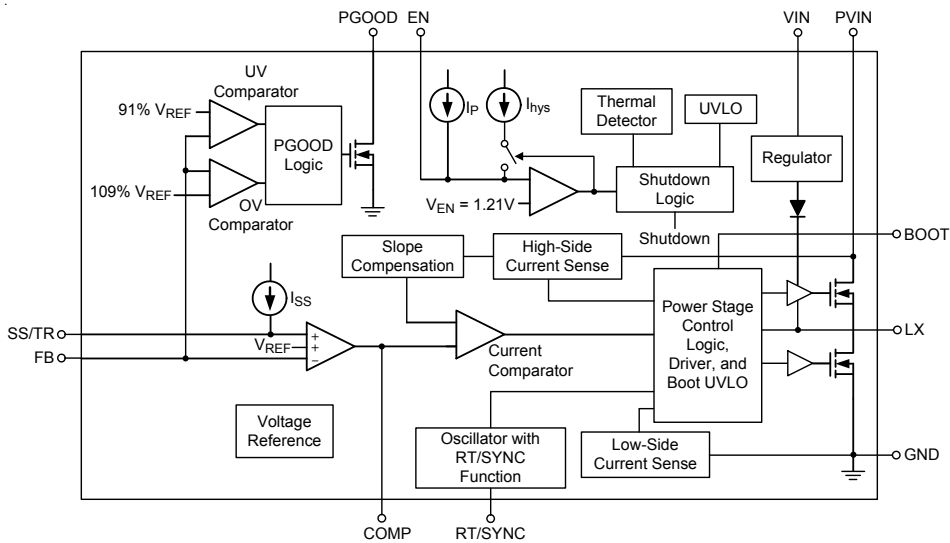 PGOOD EN VIN PVIN
UV
Comparator
91% VREF
PGOOD
Logic
109% VREF
OV
Comparator
IP
Ihys
Thermal
Detector
UVLO
Regulator
VEN = 1.21V
Shutdown
Logic
Shutdown
BOOT
Slope
Compensation
High-Side
Current Sense
ISS
SS/TR
VREF
+
+
−
FB
Current
Comparator
Power Stage
Control
Logic,
Driver, and
Boot UVLO
LX
Voltage
Reference
Oscillator with
RT/SYNC
Function
Low-Side
Current Sense
GND
COMP RT/SYNC